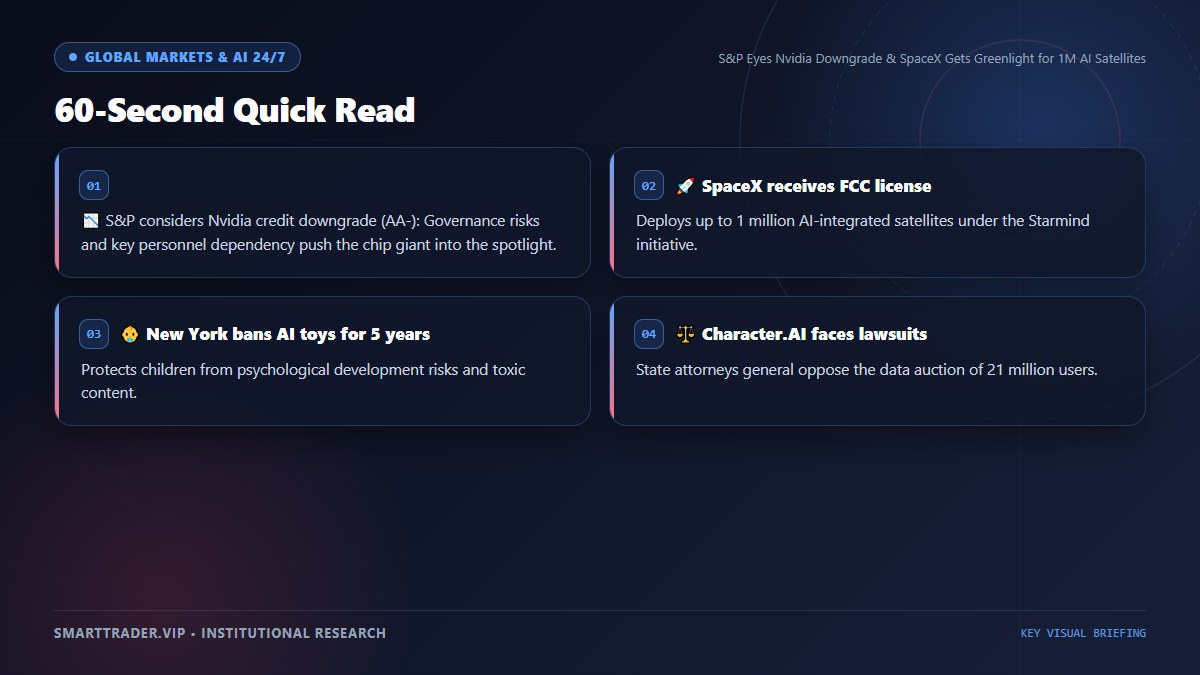 GLOBAL MARKETS & AI 24/7
S&P Eyes Nvidia Downgrade & SpaceX Gets Greenlight for 1M AI Satellites
60-Second Quick Read
01
📉 S&P considers Nvidia credit downgrade (AA-): Governance risks
and key personnel dependency push the chip giant into the spotlight.
02 🚀 SpaceX receives FCC license
Deploys up to 1 million AI-integrated satellites under the Starmind
initiative.
03 👶 New York bans AI toys for 5 years
Protects children from psychological development risks and toxic
content.
04 ⚖️ Character.AI faces lawsuits
State attorneys general oppose the data auction of 21 million users.
SMARTTRADER.VIP • INSTITUTIONAL RESEARCH
KEY VISUAL BRIEFING